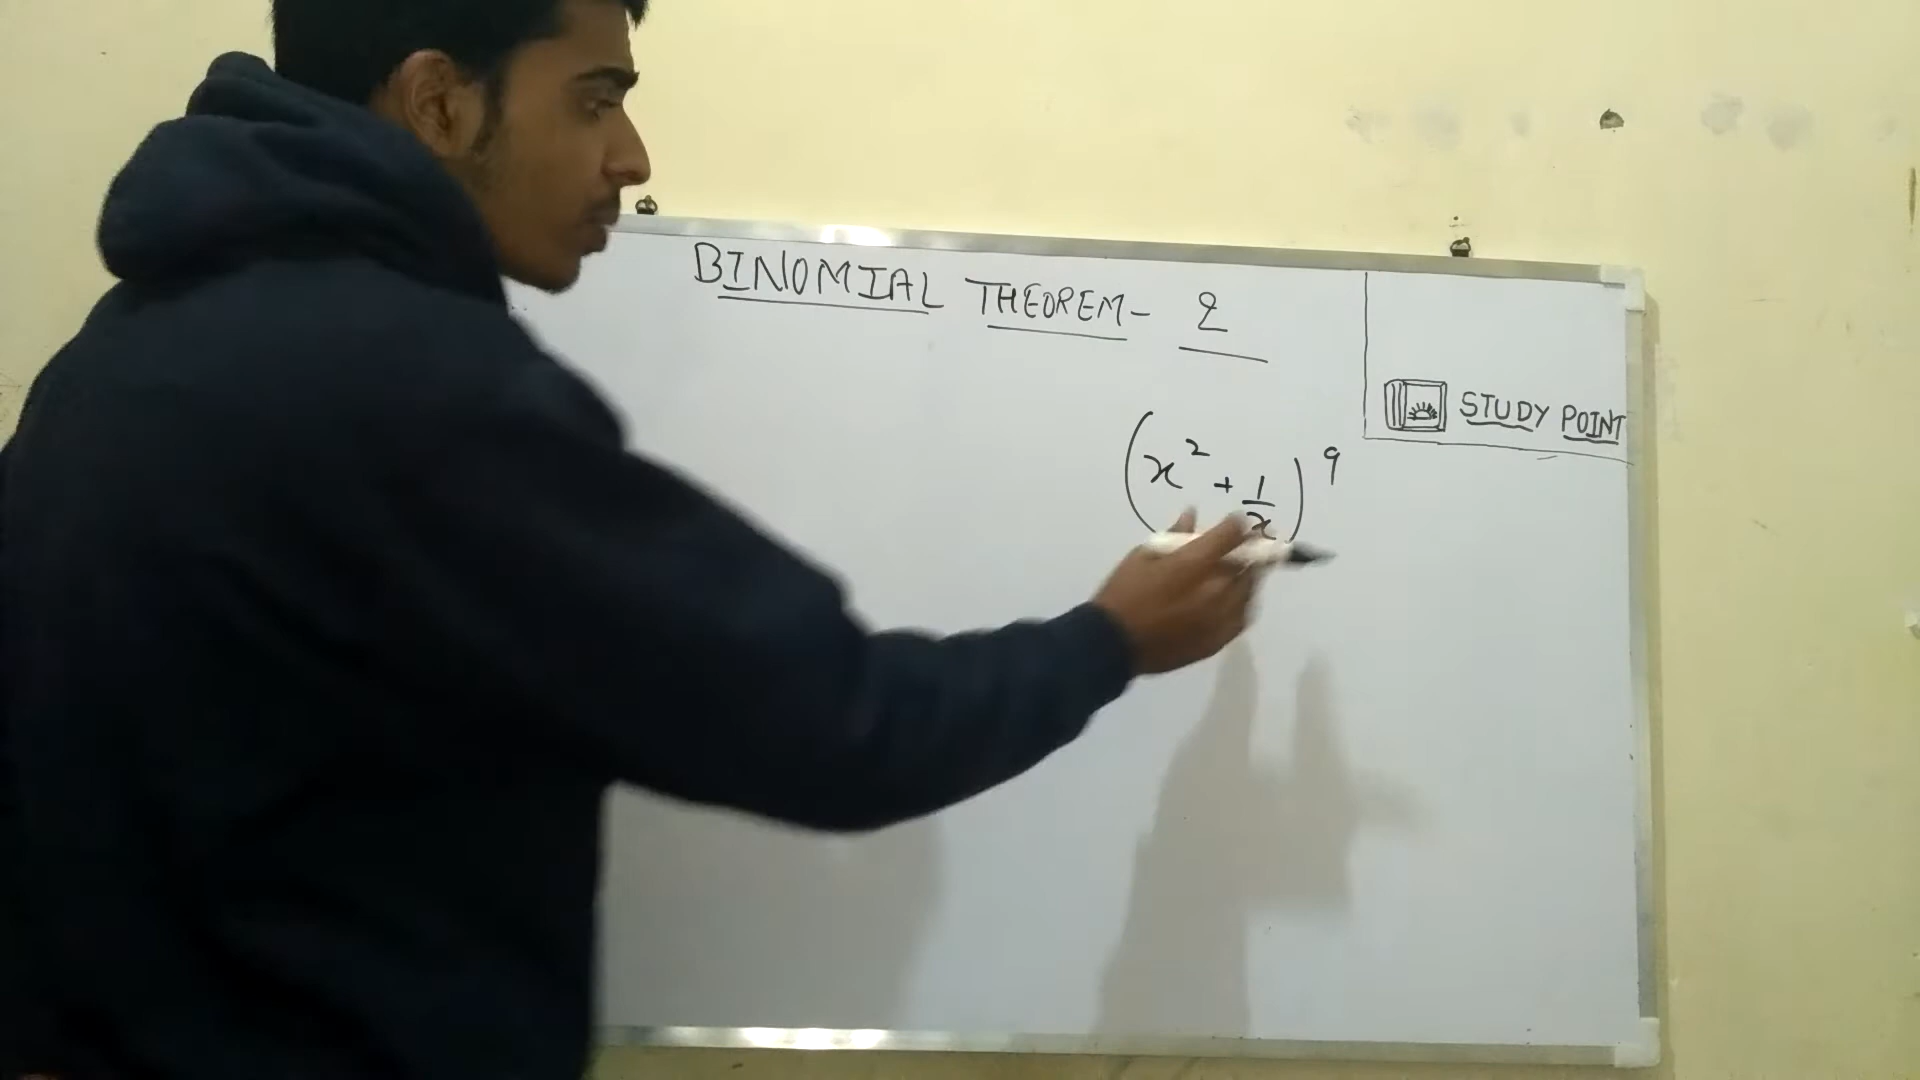 BINOMIAL THEOREM - 2
STUDY POINT
(x² + 1/x)⁹